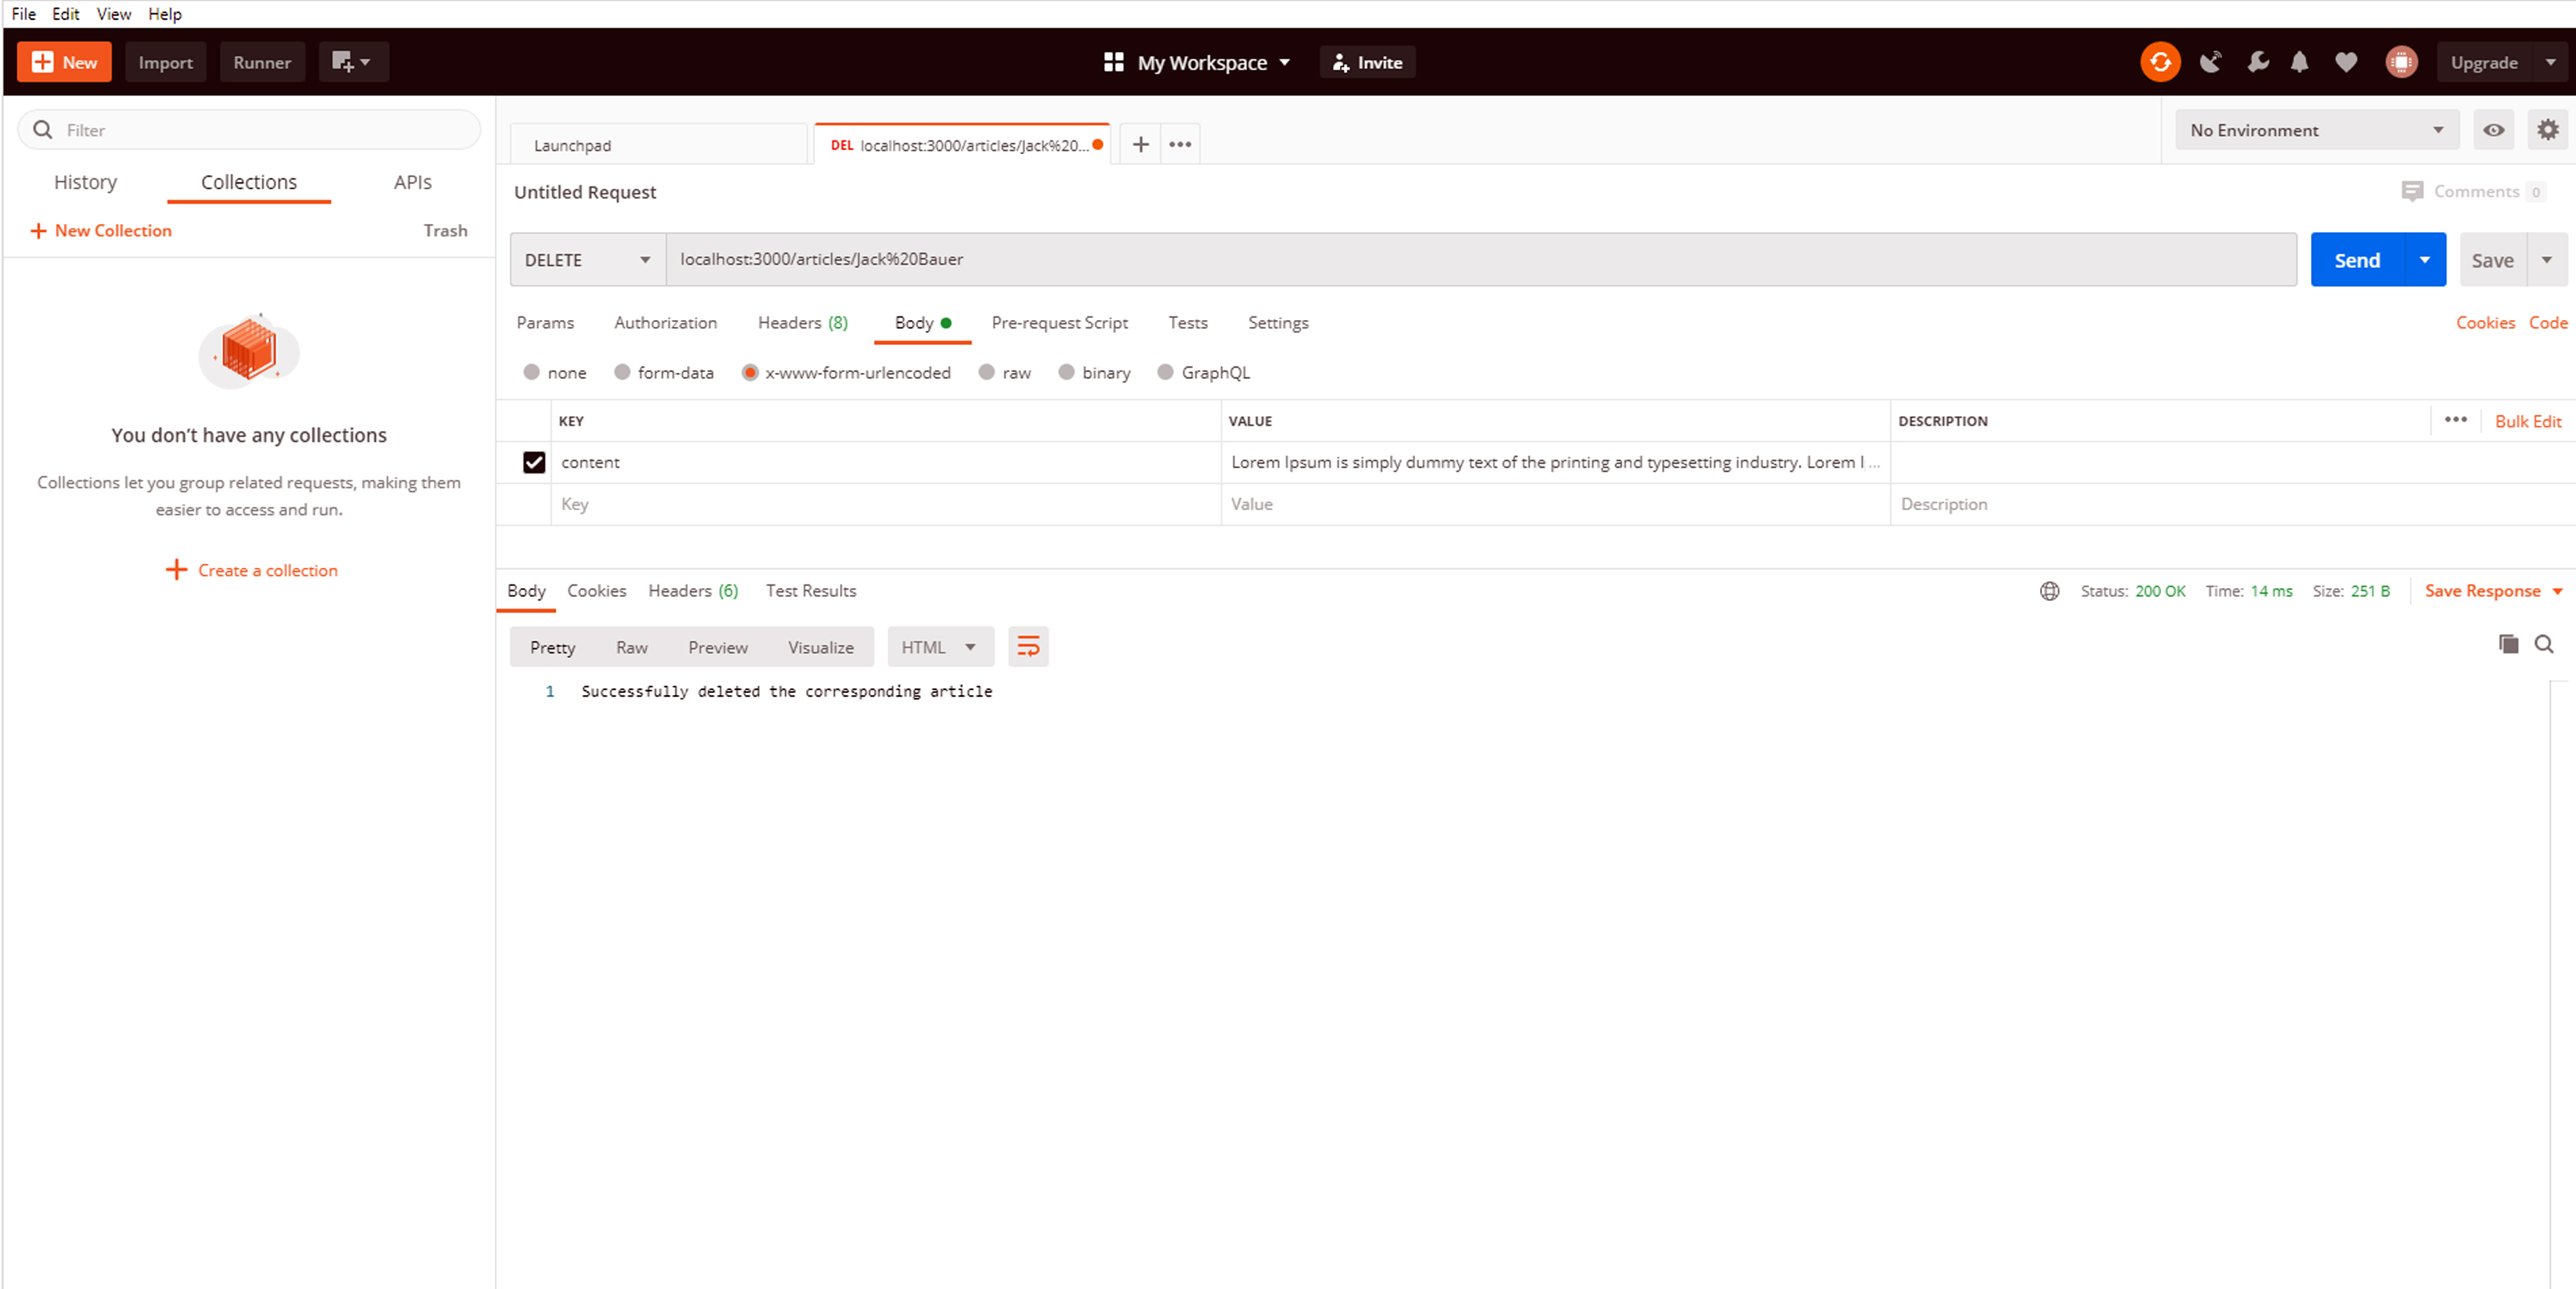 File Edit View Help
New Import Runner My Workspace Invite Upgrade
Filter
History Collections APIs
New Collection Trash
You don't have any collections
Collections let you group related requests, making them
easier to access and run.
Create a collection
Launchpad DEL localhost:3000/articles/Jack%20... No Environment
Untitled Request Comments 0
DELETE localhost:3000/articles/Jack%20Bauer Send Save
Params Authorization Headers (8) Body Pre-request Script Tests Settings Cookies Code
none form-data x-www-form-urlencoded raw binary GraphQL
KEY VALUE DESCRIPTION Bulk Edit
content Lorem Ipsum is simply dummy text of the printing and typesetting industry. Lorem I...
Key Value Description
Body Cookies Headers (6) Test Results Status: 200 OK Time: 14 ms Size: 251 B Save Response
Pretty Raw Preview Visualize HTML
1 Successfully deleted the corresponding article